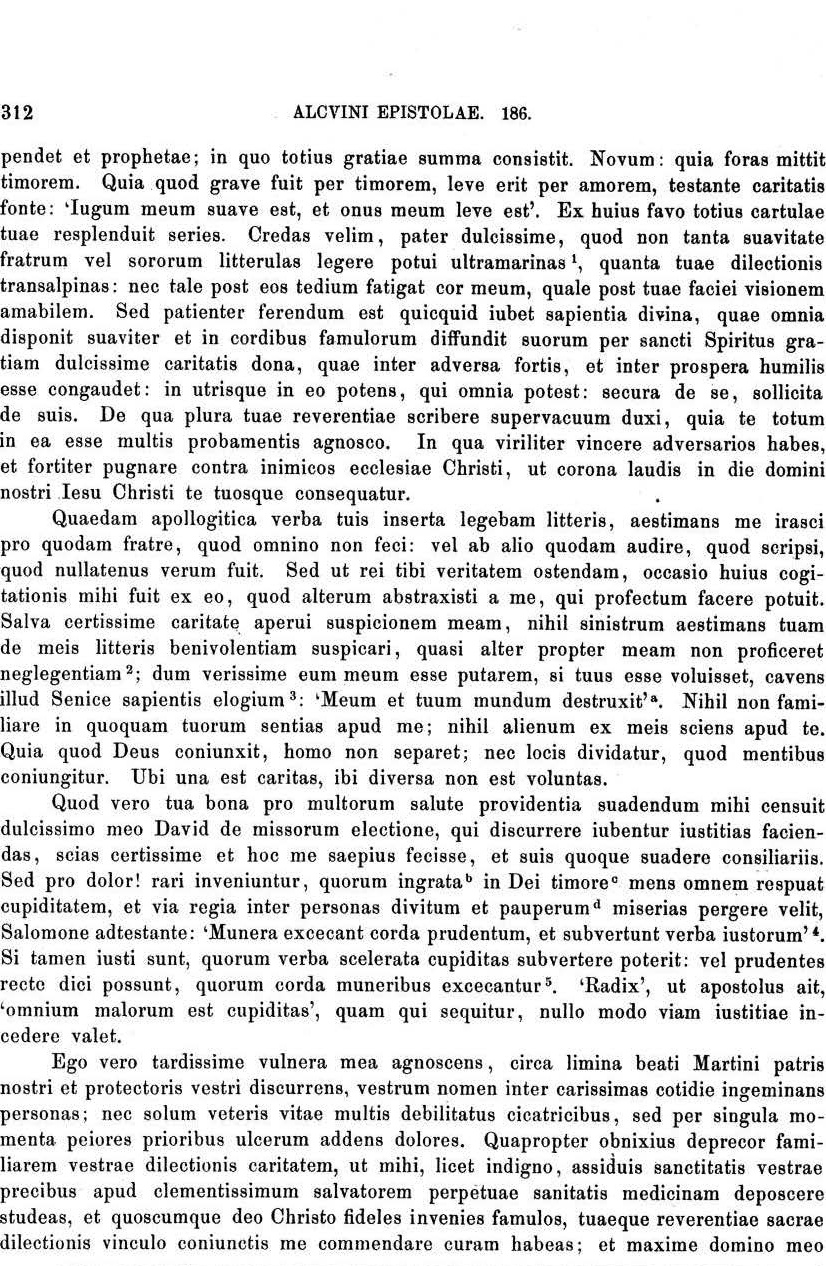 312 ALCVINI EPISTOLAE. 186.
pendet et prophetae; in quo totius gratiae summa consistit. Novum: quia foras mittit
timorem. Quia quod grave fuit per timorem, leve erit per amorem, testante caritatis
fonte: ‘Iugum meum suave est, et onus meum leve est’. Ex huius favo totius cartulae
tuae resplenduit series. Credas velim, pater dulcissime, quod non tanta suavitate
fratrum vel sororum litterulas legere potui ultramarinas ¹, quanta tuae dilectionis
transalpinas: nec tale post eos tedium fatigat cor meum, quale post tuae faciei visionem
amabilem. Sed patienter ferendum est quicquid iubet sapientia divina, quae omnia
disponit suaviter et in cordibus famulorum diffundit suorum per sancti Spiritus gra-
tiam dulcissime caritatis dona, quae inter adversa fortis, et inter prospera humilis
esse congaudet: in utrisque in eo potens, qui omnia potest: secura de se, sollicita
de suis. De qua plura tuae reverentiae scribere supervacuum duxi, quia te totum
in ea esse multis probamentis agnosco. In qua viriliter vincere adversarios habes,
et fortiter pugnare contra inimicos ecclesiae Christi, ut corona laudis in die domini
nostri Iesu Christi te tuosque consequatur.
Quaedam apollogitica verba tuis inserta legebam litteris, aestimans me irasci
pro quodam fratre, quod omnino non feci: vel ab alio quodam audire, quod scripsi,
quod nullatenus verum fuit. Sed ut rei tibi veritatem ostendam, occasio huius cogi-
tationis mihi fuit ex eo, quod alterum abstraxisti a me, qui profectum facere potuit.
Salva certissime caritate aperui suspicionem meam, nihil sinistrum aestimans tuam
de meis litteris benivolentiam suspicari, quasi alter propter meam non proficeret
neglegentiam ²; dum verissime eum meum esse putarem, si tuus esse voluisset, cavens
illud Senice sapientis elogium ³: ‘Meum et tuum mundum destruxit’ ᵃ. Nihil non fami-
liare in quoquam tuorum sentias apud me; nihil alienum ex meis sciens apud te.
Quia quod Deus coniunxit, homo non separet; nec locis dividatur, quod mentibus
coniungitur. Ubi una est caritas, ibi diversa non est voluntas.
Quod vero tua bona pro multorum salute providentia suadendum mihi censuit
dulcissimo meo David de missorum electione, qui discurrere iubentur iustitias facien-
das, scias certissime et hoc me saepius fecisse, et suis quoque suadere consiliariis.
Sed pro dolor! rari inveniuntur, quorum ingrata ᵇ in Dei timore ᶜ mens omnem respuat
cupiditatem, et via regia inter personas divitum et pauperum ᵈ miserias pergere velit,
Salomone adtestante: ‘Munera excecant corda prudentum, et subvertunt verba iustorum’ ⁴.
Si tamen iusti sunt, quorum verba scelerata cupiditas subvertere poterit: vel prudentes
recte dici possunt, quorum corda muneribus excecantur ⁵. ‘Radix’, ut apostolus ait,
‘omnium malorum est cupiditas’, quam qui sequitur, nullo modo viam iustitiae in-
cedere valet.
Ego vero tardissime vulnera mea agnoscens, circa limina beati Martini patris
nostri et protectoris vestri discurrens, vestrum nomen inter carissimas cotidie ingeminans
personas; nec solum veteris vitae multis debilitatus cicatricibus, sed per singula mo-
menta peiores prioribus ulcerum addens dolores. Quapropter obnixius deprecor fami-
liarem vestrae dilectionis caritatem, ut mihi, licet indigno, assiduis sanctitatis vestrae
precibus apud clementissimum salvatorem perpetuae sanitatis medicinam deposcere
studeas, et quoscumque deo Christo fideles invenies famulos, tuaeque reverentiae sacrae
dilectionis vinculo coniunctis me commendare curam habeas; et maxime domino meo